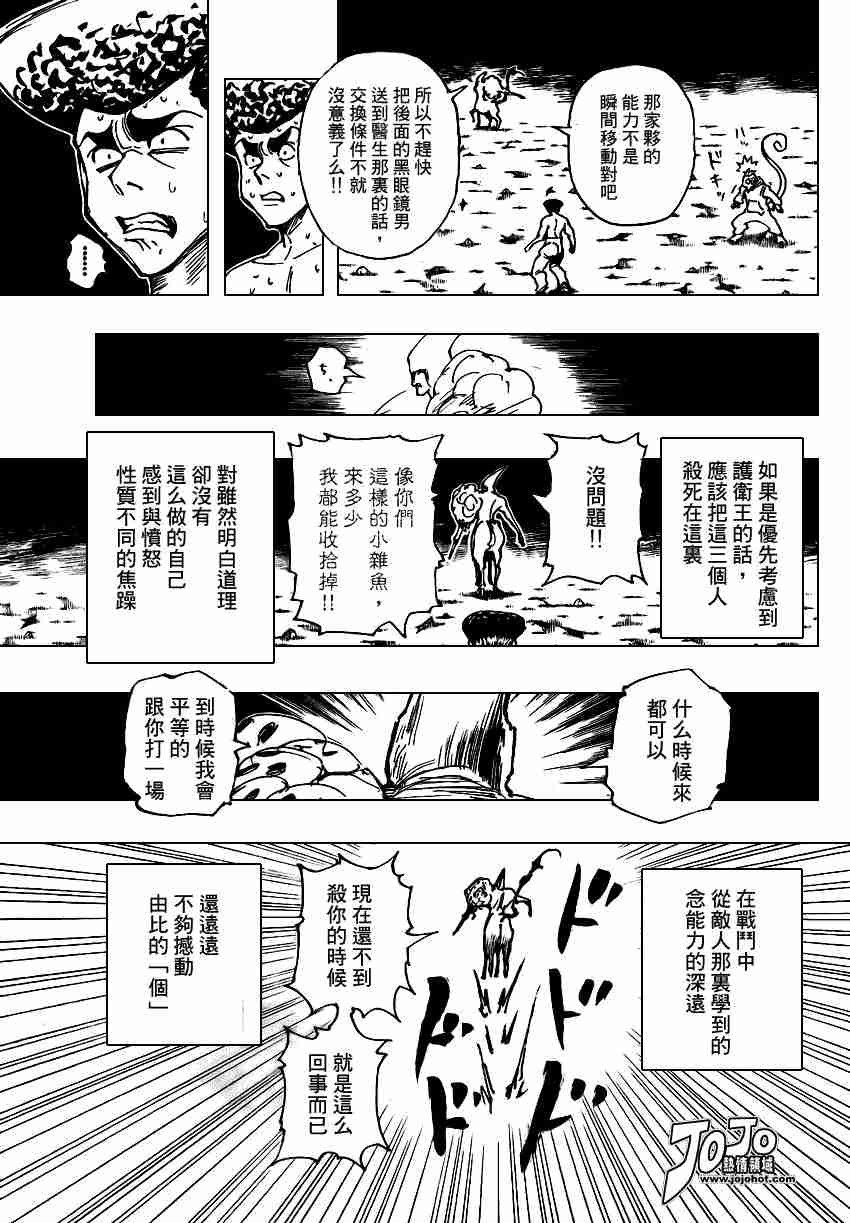 那家夥的
能力不是
瞬間移動
對吧
ドキッ
所以不趕快
把後面的黑眼鏡男
送到醫生那裏的話，
交換條件不就
沒意義了么!!
……
如果是優先考慮到
護衛王的話，
應該把這三個人
殺死在這裏
沒問題!!
像你們
這樣的小雜魚，
來多少
我都能收拾掉!!
對雖然明白道理
卻沒有
這么做的自己
感到與憤怒
性質不同的焦躁
什么時候來
都可以
到時候我會
平等的
跟你打一場
在戰鬥中
從敵人那裏學到的
念能力的深遠
ドドドド
現在還不到
殺你的時候
就是這么
回事而已
還遠遠
不夠撼動
由比的「個」
JOJO
熱情領域
www.jojohot.com